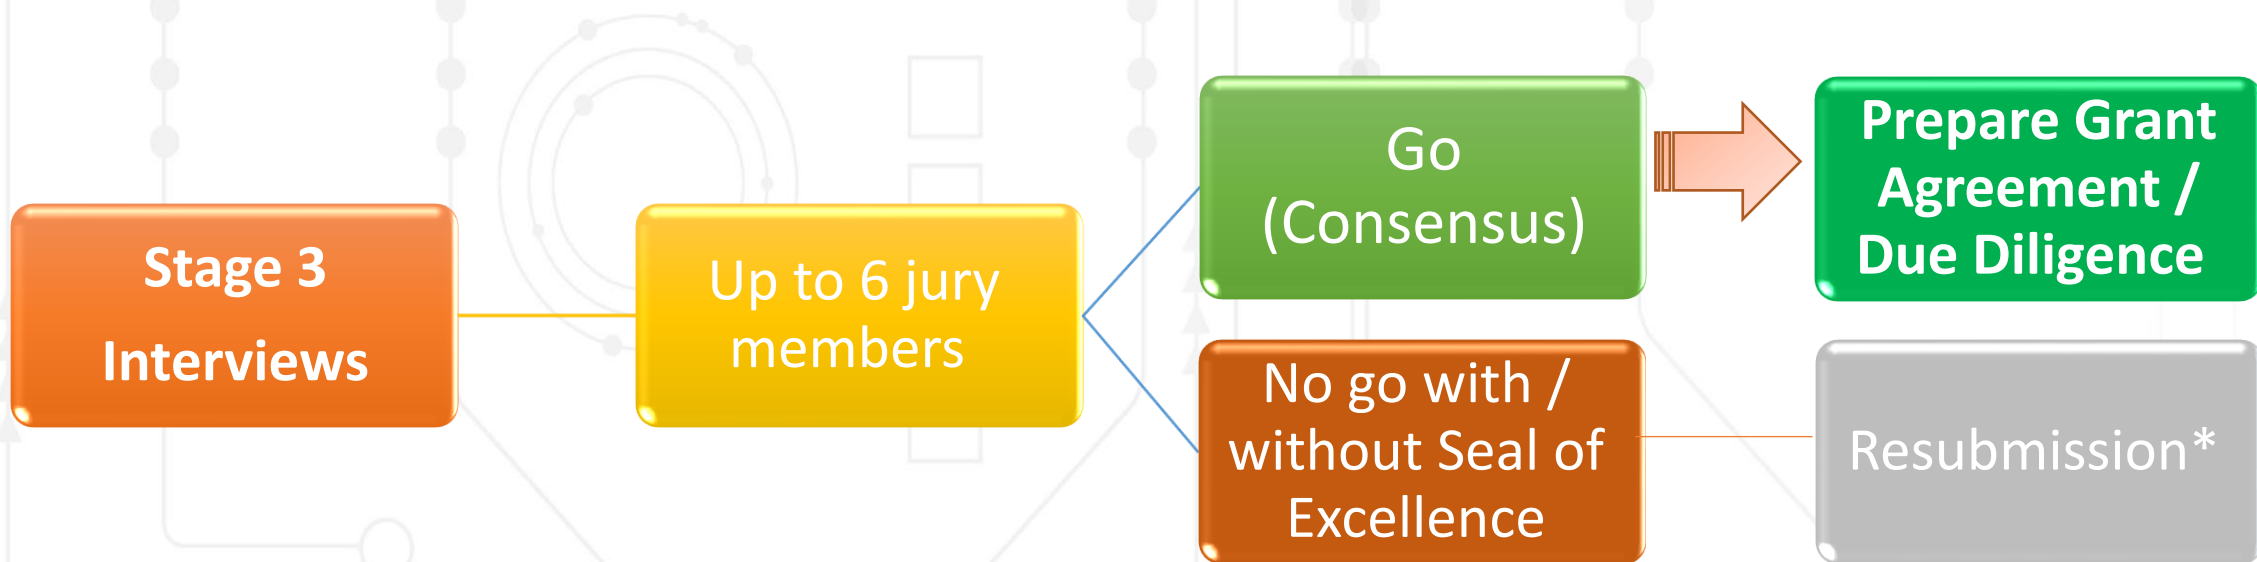 Stage 3
Interviews
Up to 6 jury
members
Go
(Consensus)
Prepare Grant
Agreement /
Due Diligence
No go with /
without Seal of
Excellence
Resubmission*